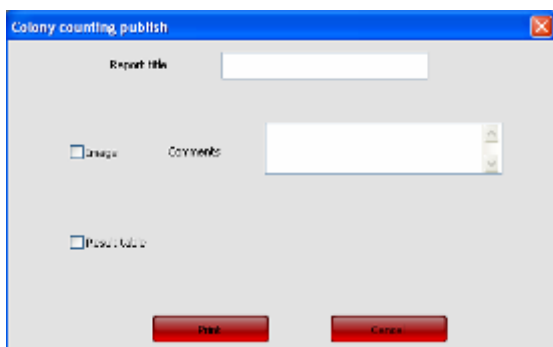 Colony counting publish
Report title
Image
Comments
Result table
Print
Cancel